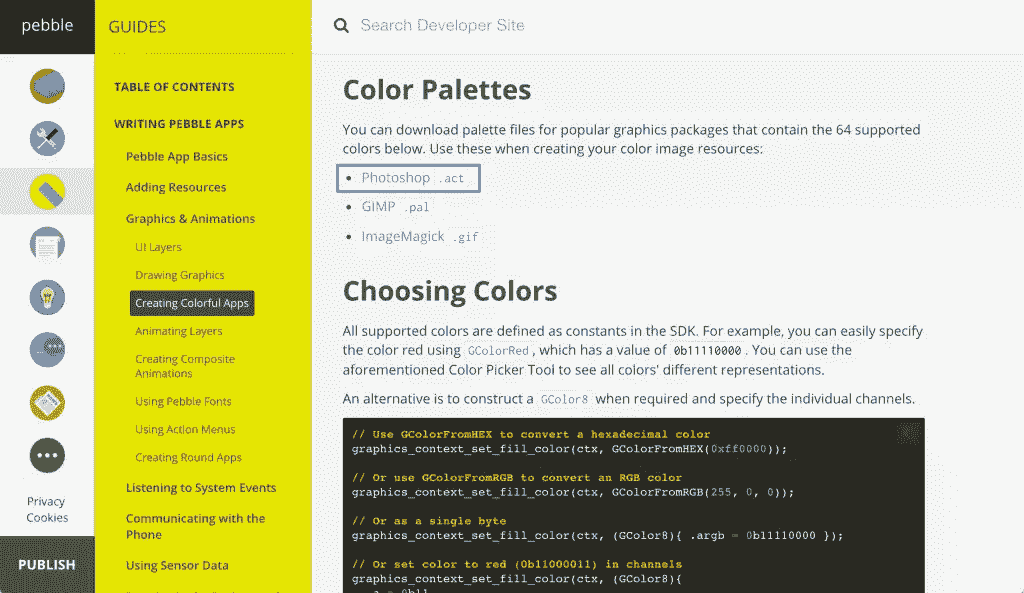 pebble
GUIDES
Search Developer Site
TABLE OF CONTENTS
WRITING PEBBLE APPS
Pebble App Basics
Adding Resources
Graphics & Animations
UI Layers
Drawing Graphics
Creating Colorful Apps
Animating Layers
Creating Composite
Animations
Using Pebble Fonts
Using Action Menus
Creating Round Apps
Listening to System Events
Communicating with the
Phone
Using Sensor Data
Privacy
Cookies
PUBLISH
Color Palettes
You can download palette files for popular graphics packages that contain the 64 supported
colors below. Use these when creating your color image resources:
• Photoshop .act
• GIMP .pal
• ImageMagick .gif
Choosing Colors
All supported colors are defined as constants in the SDK. For example, you can easily specify
the color red using GColorRed, which has a value of 0b11110000. You can use the
aforementioned Color Picker Tool to see all colors' different representations.
An alternative is to construct a GColor8 when required and specify the individual channels.
// Use GColorFromHEX to convert a hexadecimal color
graphics_context_set_fill_color(ctx, GColorFromHEX(0xff0000));
// Or use GColorFromRGB to convert an RGB color
graphics_context_set_fill_color(ctx, GColorFromRGB(255, 0, 0));
// Or as a single byte
graphics_context_set_fill_color(ctx, (GColor8){ .argb = 0b11110000 });
// Or set color to red (0b11000011) in channels
graphics_context_set_fill_color(ctx, (GColor8){